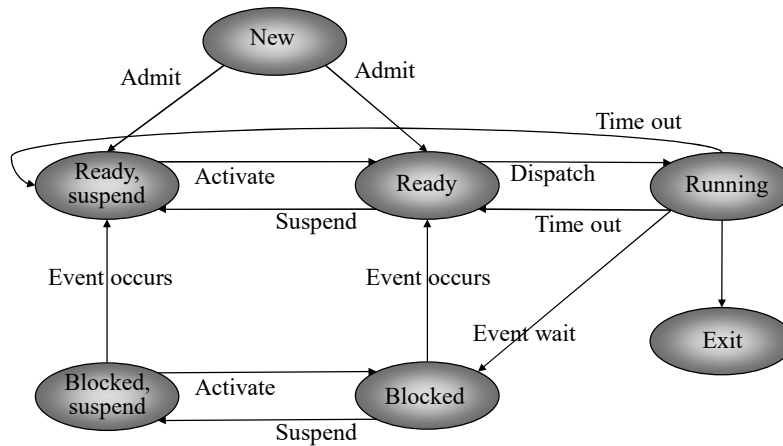 New
Admit
Admit
Time out
Ready,
suspend
Activate
Ready
Dispatch
Running
Suspend
Time out
Event occurs
Event occurs
Event wait
Exit
Blocked,
suspend
Activate
Blocked
Suspend